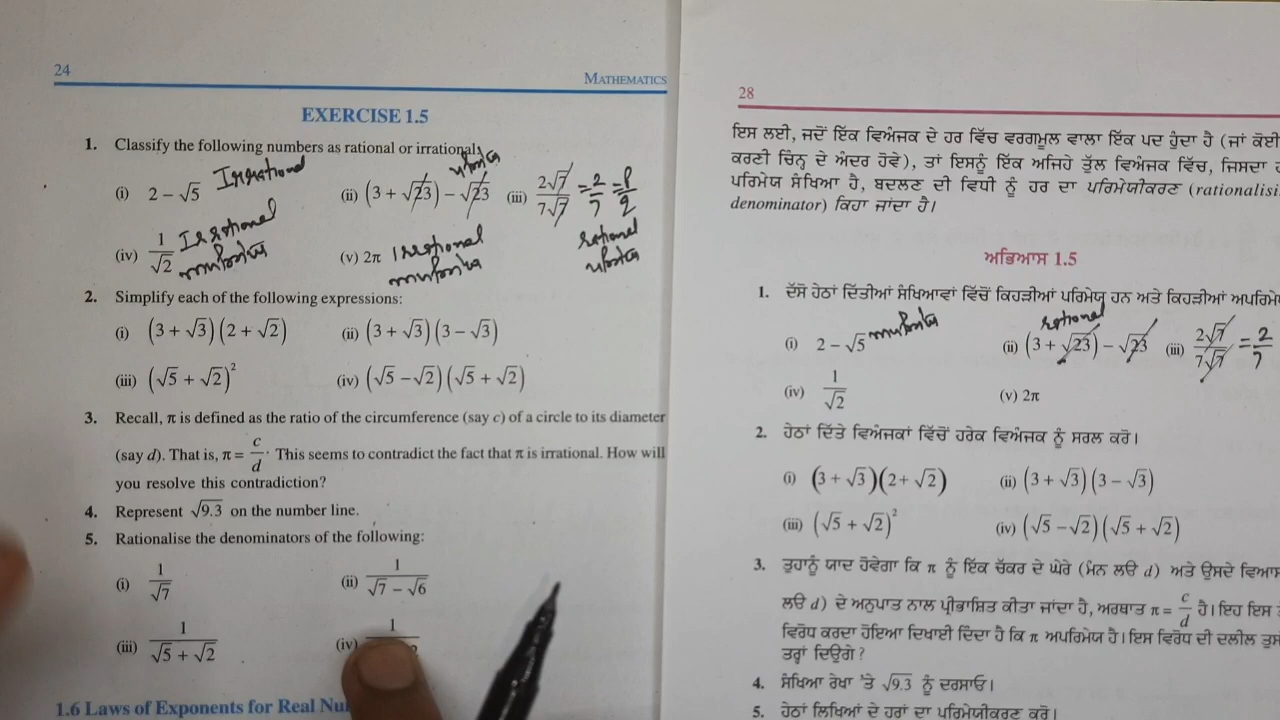 24
MATHEMATICS
EXERCISE 1.5
1. Classify the following numbers as rational or irrational:
(i) 2 – √5 Irrational
(ii) (3 + √23) – √23 ਪਰਿਮੇਯ
(iii) 2√7/7√7 = 2/7 = p/q
rational
ਪਰਿਮੇਯ
(iv) 1/√2 Irrational
ਅਪਰਿਮੇਯ
(v) 2π Irrational
ਅਪਰਿਮੇਯ
2. Simplify each of the following expressions:
(i) (3 + √3)(2 + √2)
(ii) (3 + √3)(3 – √3)
(iii) (√5 + √2)²
(iv) (√5 – √2)(√5 + √2)
3. Recall, π is defined as the ratio of the circumference (say c) of a circle to its diameter
(say d). That is, π = c/d. This seems to contradict the fact that π is irrational. How will
you resolve this contradiction?
4. Represent √9.3 on the number line.
5. Rationalise the denominators of the following:
(i) 1/√7
(ii) 1/(√7 – √6)
(iii) 1/(√5 + √2)
(iv) 1
1.6 Laws of Exponents for Real
28
ਇਸ ਲਈ, ਜਦੋਂ ਇੱਕ ਵਿਅੰਜਕ ਦੇ ਹਰ ਵਿੱਚ ਵਰਗਮੂਲ ਵਾਲਾ ਇੱਕ ਪਦ ਹੁੰਦਾ ਹੈ (ਜਾਂ ਕੋਈ
ਕਰਣੀ ਚਿੰਨ੍ਹ ਦੇ ਅੰਦਰ ਹੋਵੇ), ਤਾਂ ਇਸਨੂੰ ਇੱਕ ਅਜਿਹੇ ਤੁੱਲ ਵਿਅੰਜਕ ਵਿੱਚ, ਜਿਸਦਾ
ਪਰਿਮੇਯ ਸੰਖਿਆ ਹੈ, ਬਦਲਣ ਦੀ ਵਿਧੀ ਨੂੰ ਹਰ ਦਾ ਪਰਿਮੇਯੀਕਰਣ (rationalisi
denominator) ਕਿਹਾ ਜਾਂਦਾ ਹੈ।
ਅਭਿਆਸ 1.5
1. ਦੱਸੋ ਹੇਠਾਂ ਦਿੱਤੀਆਂ ਸੰਖਿਆਵਾਂ ਵਿੱਚੋਂ ਕਿਹੜੀਆਂ ਪਰਿਮੇਯ ਹਨ ਅਤੇ ਕਿਹੜੀਆਂ ਅਪਰਿਮੇ
(i) 2 – √5 ਅਪਰਿਮੇਯ
(ii) (3 + √23) – √23 rational
(iii) 2√7/7√7 = 2/7
(iv) 1/√2
(v) 2π
2. ਹੇਠਾਂ ਦਿੱਤੇ ਵਿਅੰਜਕਾਂ ਵਿੱਚੋਂ ਹਰੇਕ ਵਿਅੰਜਕ ਨੂੰ ਸਰਲ ਕਰੋ।
(i) (3 + √3)(2 + √2)
(ii) (3 + √3)(3 – √3)
(iii) (√5 + √2)²
(iv) (√5 – √2)(√5 + √2)
3. ਤੁਹਾਨੂੰ ਯਾਦ ਹੋਵੇਗਾ ਕਿ π ਨੂੰ ਇੱਕ ਚੱਕਰ ਦੇ ਘੇਰੇ (ਮੰਨ ਲਓ d) ਅਤੇ ਉਸਦੇ ਵਿਆਸ
ਲਓ d) ਦੇ ਅਨੁਪਾਤ ਨਾਲ ਪ੍ਰੀਭਾਸ਼ਿਤ ਕੀਤਾ ਜਾਂਦਾ ਹੈ, ਅਰਥਾਤ π = c/d ਹੈ। ਇਹ ਇਸ
ਵਿਰੋਧ ਕਰਦਾ ਹੋਇਆ ਦਿਖਾਈ ਦਿੰਦਾ ਹੈ ਕਿ π ਅਪਰਿਮੇਯ ਹੈ। ਇਸ ਵਿਰੋਧ ਦੀ ਦਲੀਲ ਤੁਸ
ਤਰ੍ਹਾਂ ਦਿਉਗੇ?
4. ਸੰਖਿਆ ਰੇਖਾ 'ਤੇ √9.3 ਨੂੰ ਦਰਸਾਓ।
5. ਹੇਠਾਂ ਲਿਖਿਆਂ ਦੇ ਹਰਾਂ ਦਾ ਪਰਿਮੇਯੀਕਰਣ ਕਰੋ।